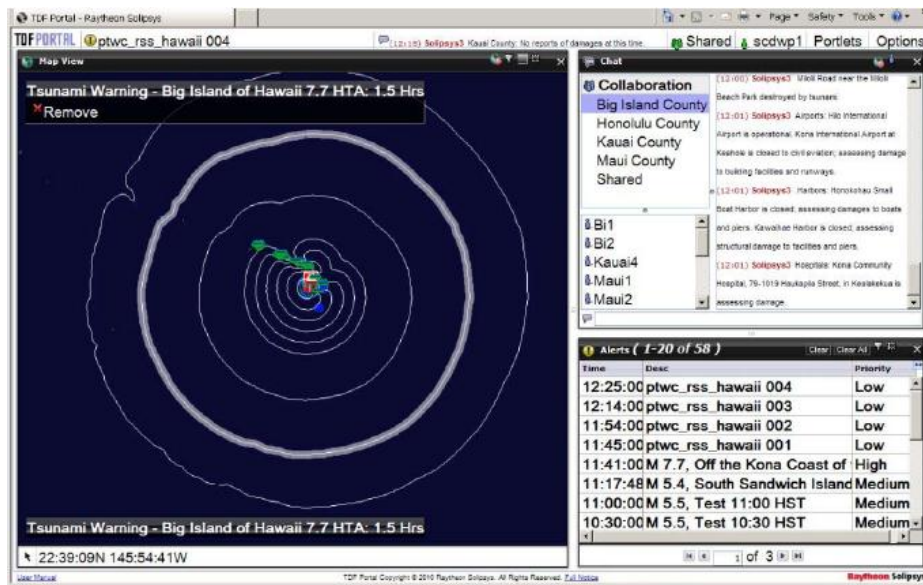 TDF Portal - Raytheon Solipsys
Page Safety Tools
TDFPORTAL ptwc_rss_hawaii 004
(12:15) Solipsys3 Kauai County: No reports of damages at this time.
Shared scdwp1 Portlets Options
Map View
Tsunami Warning - Big Island of Hawaii 7.7 HTA: 1.5 Hrs
Remove
Tsunami Warning - Big Island of Hawaii 7.7 HTA: 1.5 Hrs
22:39:09N 145:54:41W
Chat
Collaboration
Big Island County
Honolulu County
Kauai County
Maui County
Shared
Bi1
Bi2
Kauai4
Maui1
Maui2
(12:00) Solipsys3 Miloli Road near the Miloli
Beach Park destroyed by tsunami.
(12:01) Solipsys3 Airports: Hilo International
Airport is operational. Kona International Airport at
Keahole is closed to civil aviation; assessing damage
to building facilities and runways.
(12:01) Solipsys3 Harbors: Honokohau Small
Boat Harbor is closed; assessing damages to boats
and piers. Kawaihae Harbor is closed; assessing
structural damage to facilities and piers.
(12:01) Solipsys3 Hospitals: Kona Community
Hospital, 79-1019 Haukapila Street, in Kealakekua is
assessing damage.
Alerts ( 1-20 of 58 ) Clear Clear All
Time Desc Priority
12:25:00 ptwc_rss_hawaii 004 Low
12:14:00 ptwc_rss_hawaii 003 Low
11:54:00 ptwc_rss_hawaii 002 Low
11:45:00 ptwc_rss_hawaii 001 Low
11:41:00 M 7.7, Off the Kona Coast of High
11:17:48 M 5.4, South Sandwich Island Medium
11:00:00 M 5.5, Test 11:00 HST Medium
10:30:00 M 5.5, Test 10:30 HST Medium
1 of 3
User Manual
TDF Portal Copyright © 2010 Raytheon Solipsys. All Rights Reserved. Full Notice
Raytheon Solipsys